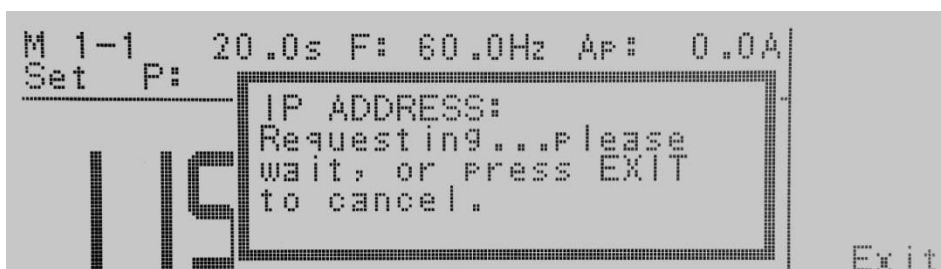 M 1-1 20.0s F: 60.0Hz Ap: 0.0A
Set P:
IP ADDRESS:
Requesting...please
wait, or press EXIT
to cancel.
115
Exit